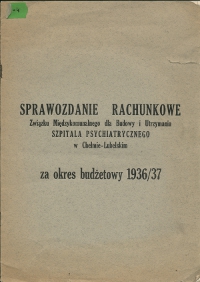 SPRAWOZDANIE RACHUNKOWE
Związku Międzykomunalnego dla Budowy i Utrzymania
SZPITALA PSYCHIATRYCZNEGO
w Chełmie-Lubelskim
za okres budżetowy 1936/37